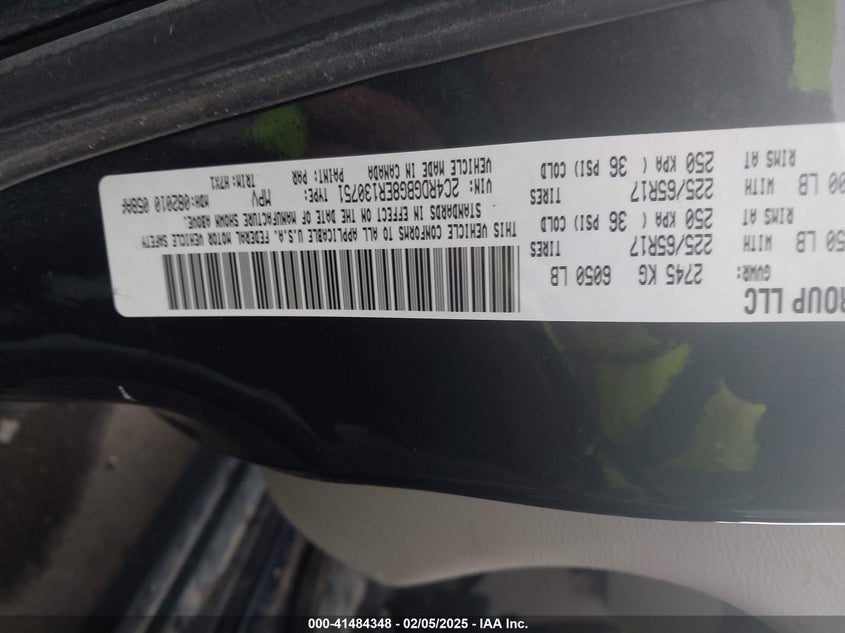 ROUP LLC
GVWR: 2745 KG 6050 LB
50 LB WITH 225/65R17 TIRES
RIMS AT 250 KPA ( 36 PSI) COLD
00 LB WITH 225/65R17 TIRES
RIMS AT 250 KPA ( 36 PSI) COLD
THIS VEHICLE CONFORMS TO ALL APPLICABLE U.S.A. FEDERAL MOTOR VEHICLE SAFETY
STANDARDS IN EFFECT ON THE DATE OF MANUFACTURE SHOWN ABOVE.
VIN: 2C4RDGBG8ER130751 TYPE: MPV MDH: 082010 058AA
VEHICLE MADE IN CANADA PAINT: PAR TRIM: H7X1
000-41484348 - 02/05/2025 - IAA Inc.